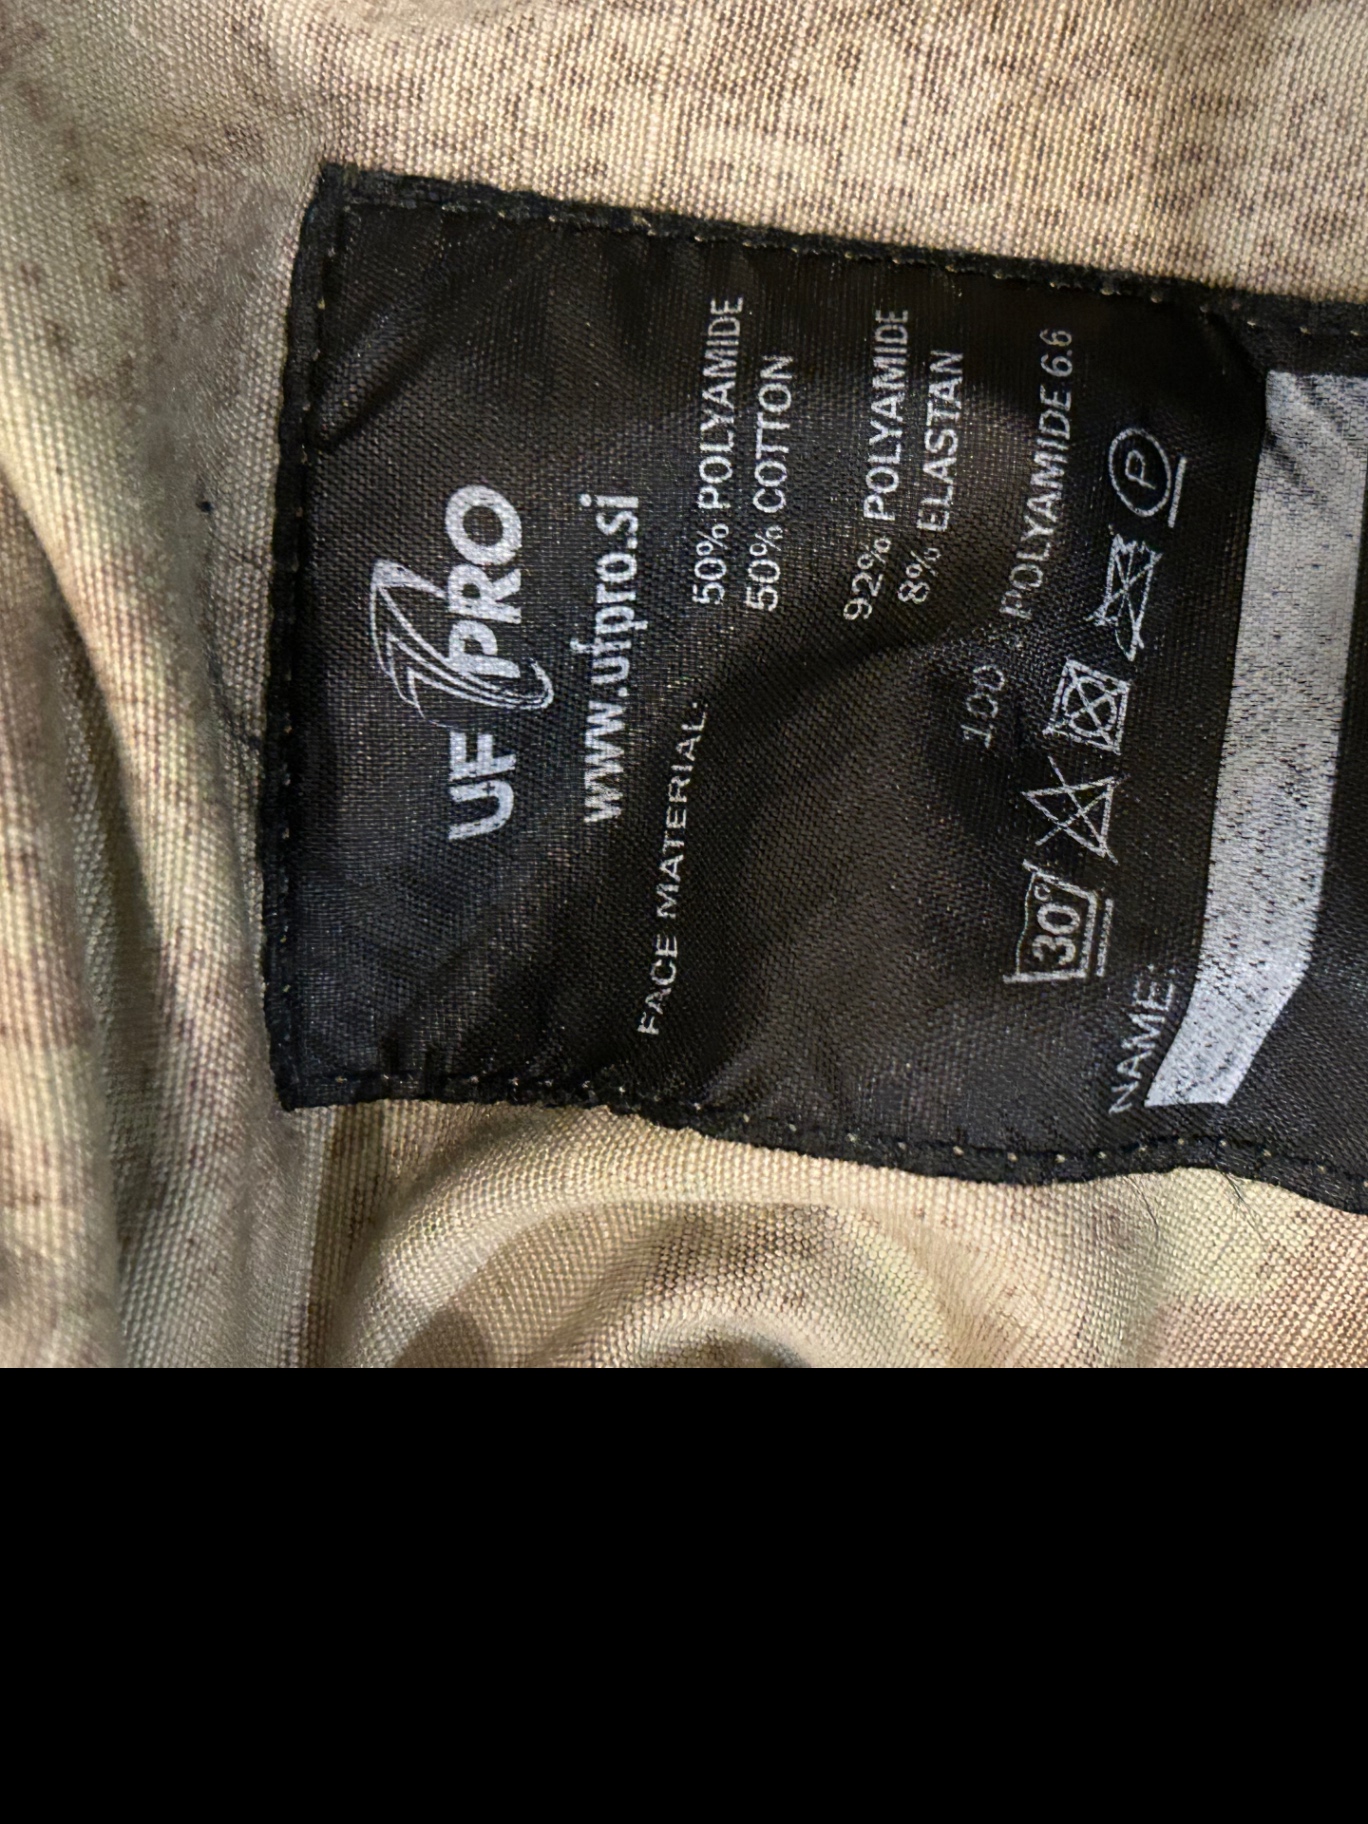 UF PRO
www.ufpro.si
FACE MATERIAL:
50% POLYAMIDE
50% COTTON
92% POLYAMIDE
8% ELASTAN
100 POLYAMIDE 6.6
30°
P
NAME: